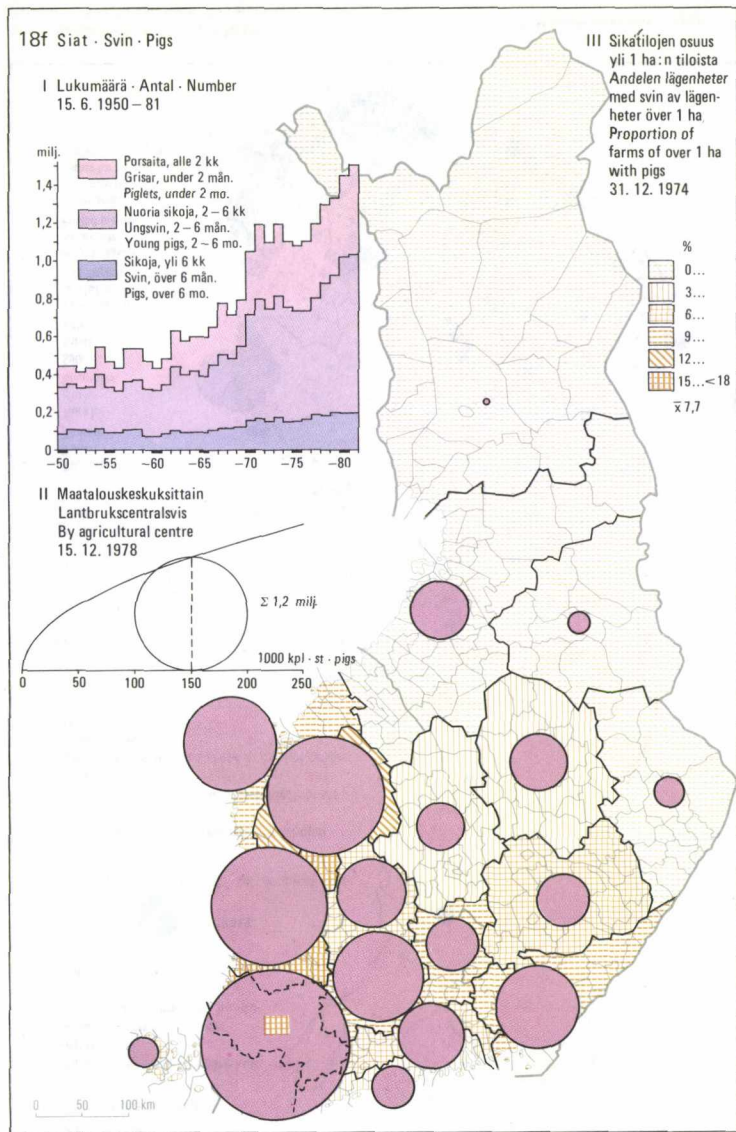 18f Siat · Svin · Pigs
I Lukumäärä · Antal · Number
15. 6. 1950 – 81
milj.
1,4
1,2
1,0
0,8
0,6
0,4
0,2
0
-50
-55
-61
-65
-70
-76
-80
Porsaita, alle 2 kk
Grisar, under 2 mån.
Piglets, under 2 mo.
Nuoria sikoja, 2 – 6 kk
Ungsvin, 2 – 6 mån.
Young pigs, 2 – 6 mo.
Sikoja, yli 6 kk
Svin, över 6 mån.
Pigs, over 6 mo.
II Maatalouskeskuksittain
Lantbrukscentralsvis
By agricultural centre
15. 12. 1978
Σ 1,2 milj.
1000 kpl · st · pigs
0 50 100 150 200 250
III Sikatilojen osuus
yli 1 ha:n tiloista
Andelen lägenheter
med svin av lägen-
heter över 1 ha
Proportion of
farms of over 1 ha
with pigs
31. 12. 1974
%
0...
3...
6...
9...
12...
15...<18
x̅ 7,7
0 50 100 km